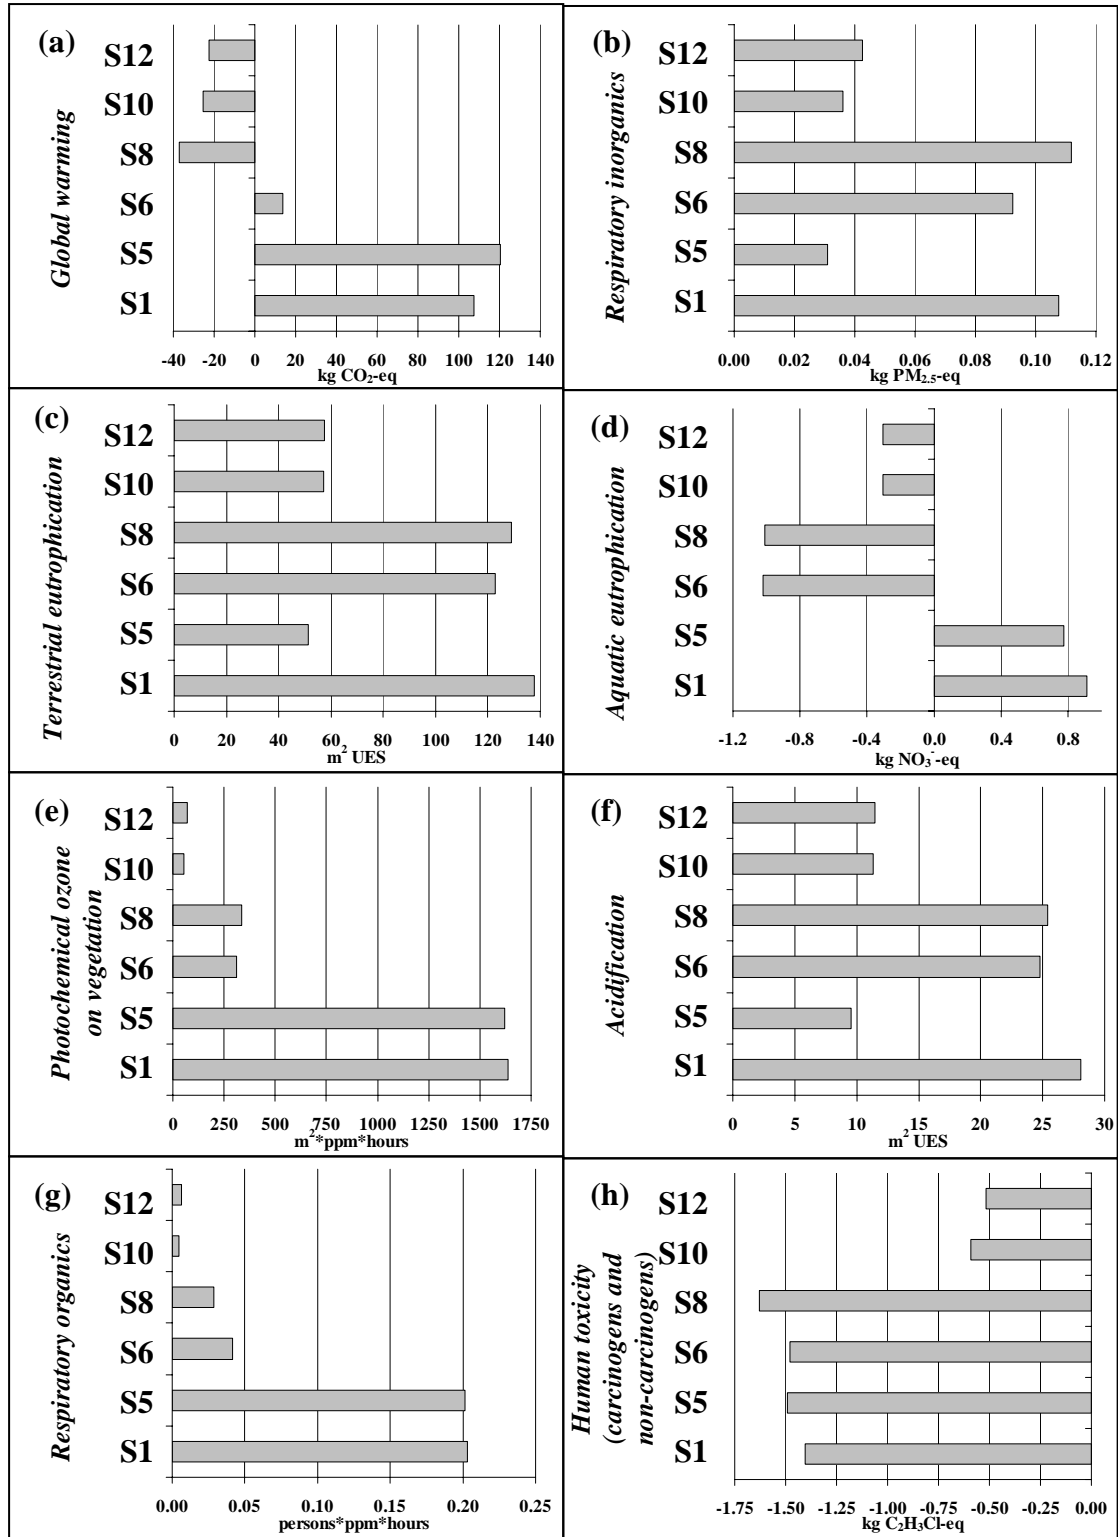 (a)
Global warming
S12
S10
S8
S6
S5
S1
-40 -20 0 20 40 60 80 100 120 140
kg CO₂-eq
(b)
Respiratory inorganics
S12
S10
S8
S6
S5
S1
0.00 0.02 0.04 0.06 0.08 0.10 0.12
kg PM₂.₅-eq
(c)
Terrestrial eutrophication
S12
S10
S8
S6
S5
S1
0 20 40 60 80 100 120 140
m² UES
(d)
Aquatic eutrophication
S12
S10
S8
S6
S5
S1
-1.2 -0.8 -0.4 0.0 0.4 0.8
kg NO₃⁻-eq
(e)
Photochemical ozone
on vegetation
S12
S10
S8
S6
S5
S1
0 250 500 750 1000 1250 1500 1750
m²*ppm*hours
(f)
Acidification
S12
S10
S8
S6
S5
S1
0 5 10 15 20 25 30
m² UES
(g)
Respiratory organics
S12
S10
S8
S6
S5
S1
0.00 0.05 0.10 0.15 0.20 0.25
persons*ppm*hours
(h)
Human toxicity
(carcinogens and
non-carcinogens)
S12
S10
S8
S6
S5
S1
-1.75 -1.50 -1.25 -1.00 -0.75 -0.50 -0.25 0.00
kg C₂H₃Cl-eq